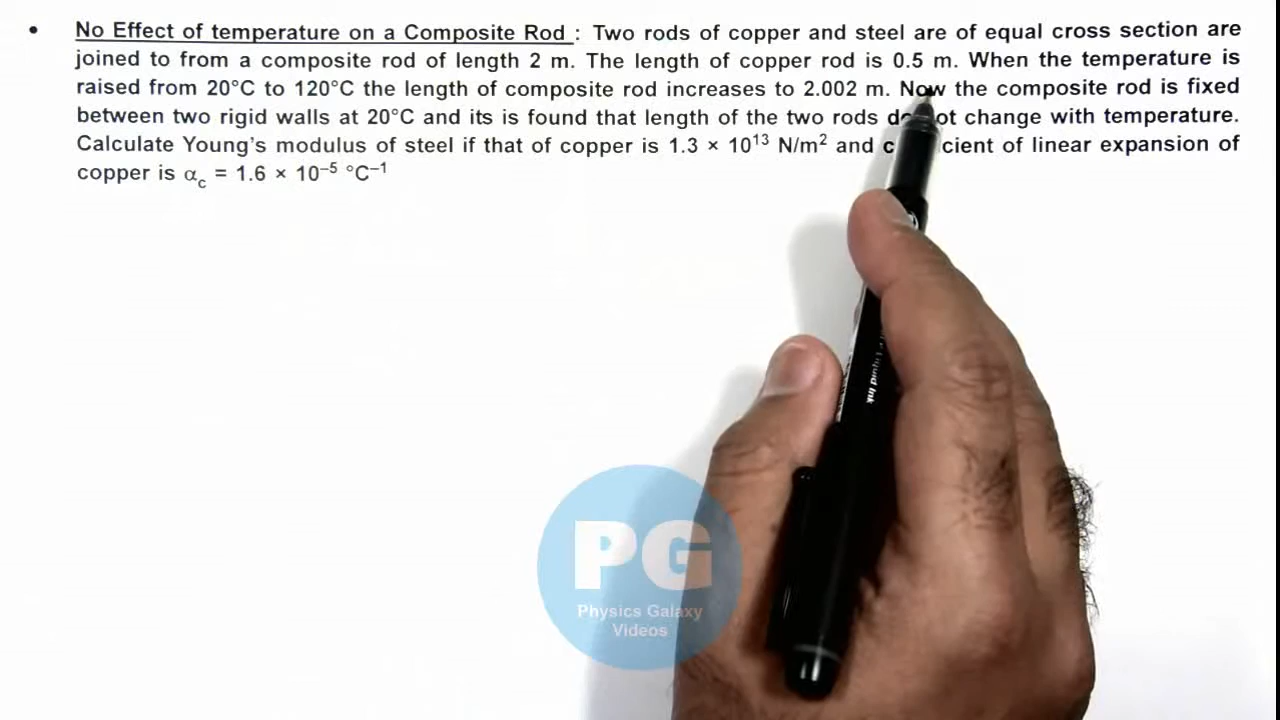 • No Effect of temperature on a Composite Rod : Two rods of copper and steel are of equal cross section are
joined to from a composite rod of length 2 m. The length of copper rod is 0.5 m. When the temperature is
raised from 20°C to 120°C the length of composite rod increases to 2.002 m. Now the composite rod is fixed
between two rigid walls at 20°C and its is found that length of the two rods change with temperature.
Calculate Young's modulus of steel if that of copper is 1.3 × 10¹³ N/m² and of linear expansion of
copper is α_c = 1.6 × 10⁻⁵ °C⁻¹
Liquid Ink
PG
Physics Galaxy
Videos